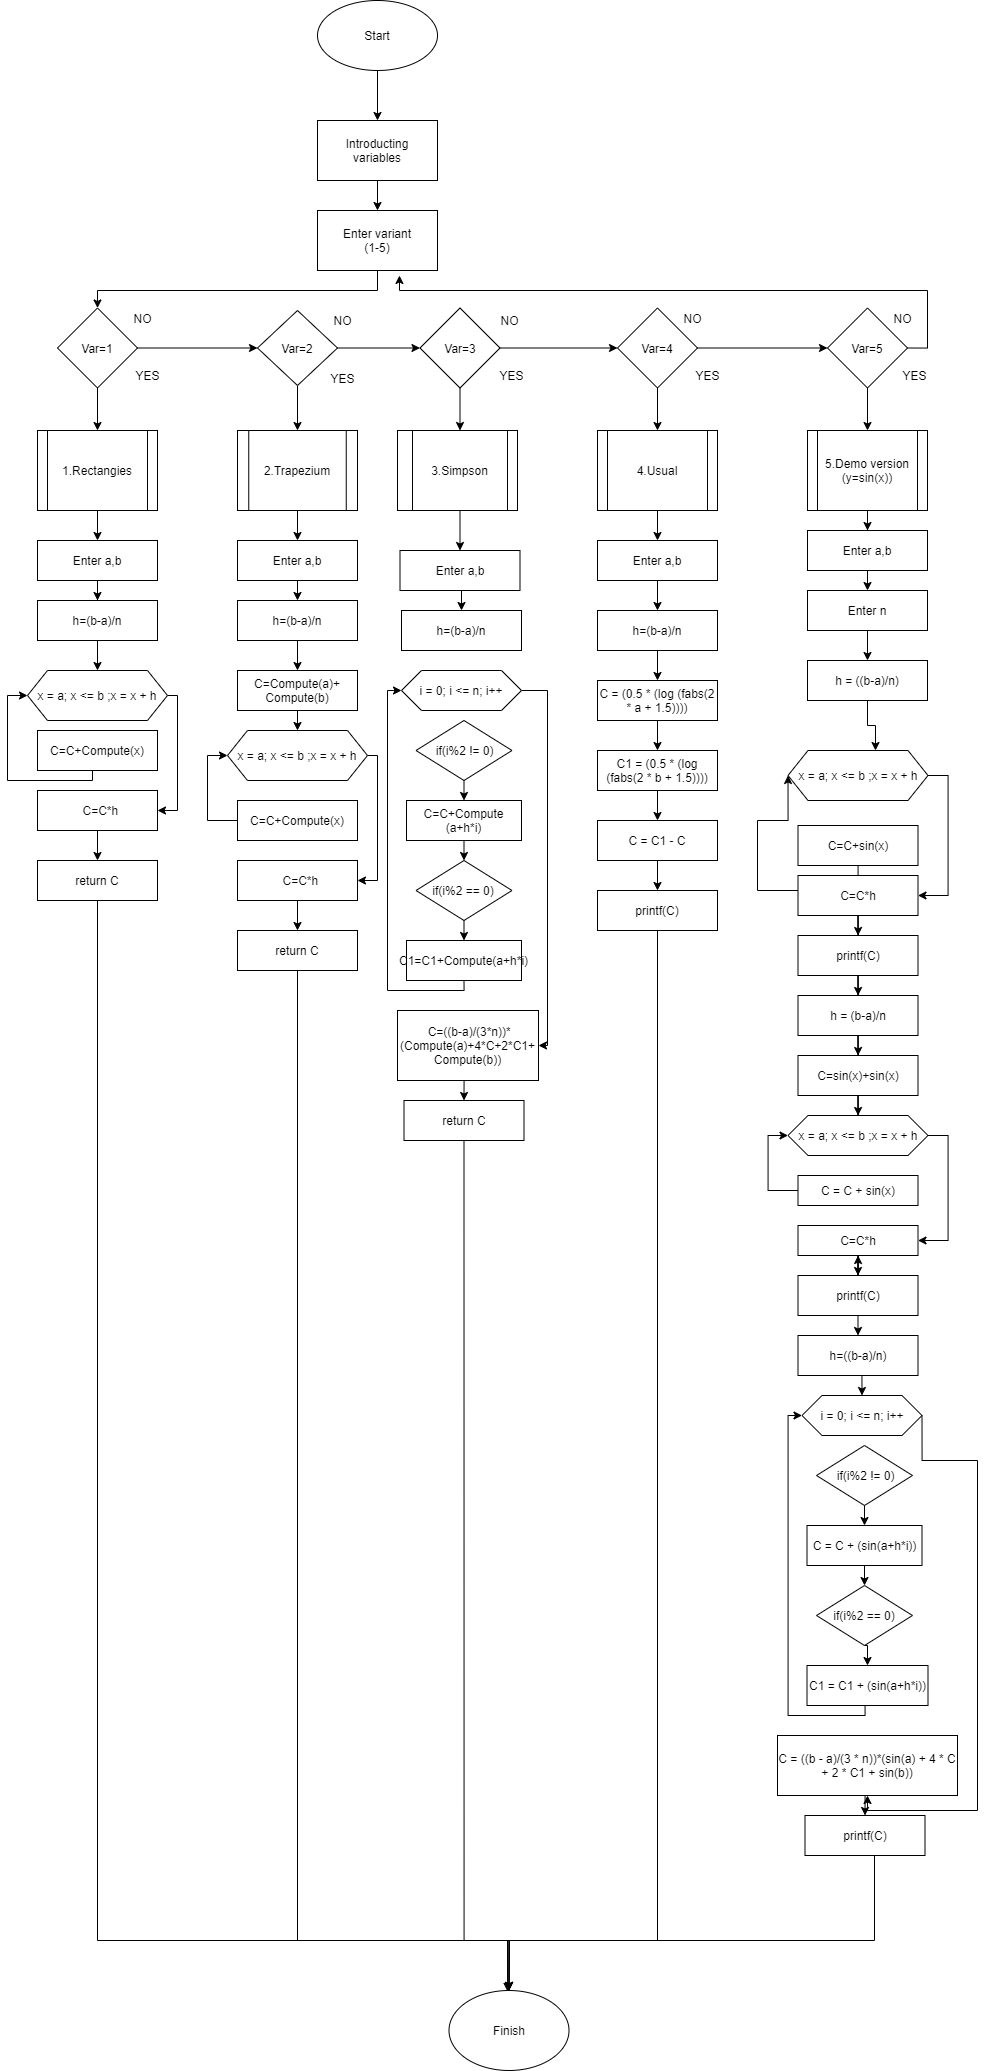 Start
Introducting
variables
Enter variant
(1-5)
NO
NO
NO
NO
NO
Var=1
Var=2
Var=3
Var=4
Var=5
YES
YES
YES
YES
YES
1.Rectangies
Enter a,b
h=(b-a)/n
x = a; x <= b ;x = x + h
C=C+Compute(x)
C=C*h
return C
2.Trapezium
Enter a,b
h=(b-a)/n
C=Compute(a)+
Compute(b)
x = a; x <= b ;x = x + h
C=C+Compute(x)
C=C*h
return C
3.Simpson
Enter a,b
h=(b-a)/n
i = 0; i <= n; i++
if(i%2 != 0)
C=C+Compute
(a+h*i)
if(i%2 == 0)
C1=C1+Compute(a+h*i)
C=((b-a)/(3*n))*
(Compute(a)+4*C+2*C1+
Compute(b))
return C
4.Usual
Enter a,b
h=(b-a)/n
C = (0.5 * (log (fabs(2
* a + 1.5))))
C1 = (0.5 * (log
(fabs(2 * b + 1.5))))
C = C1 - C
printf(C)
5.Demo version
(y=sin(x))
Enter a,b
Enter n
h = ((b-a)/n)
x = a; x <= b ;x = x + h
C=C+sin(x)
C=C*h
printf(C)
h = (b-a)/n
C=sin(x)+sin(x)
x = a; x <= b ;x = x + h
C = C + sin(x)
C=C*h
printf(C)
h=((b-a)/n)
i = 0; i <= n; i++
if(i%2 != 0)
C = C + (sin(a+h*i))
if(i%2 == 0)
C1 = C1 + (sin(a+h*i))
C = ((b - a)/(3 * n))*(sin(a) + 4 * C
+ 2 * C1 + sin(b))
printf(C)
Finish